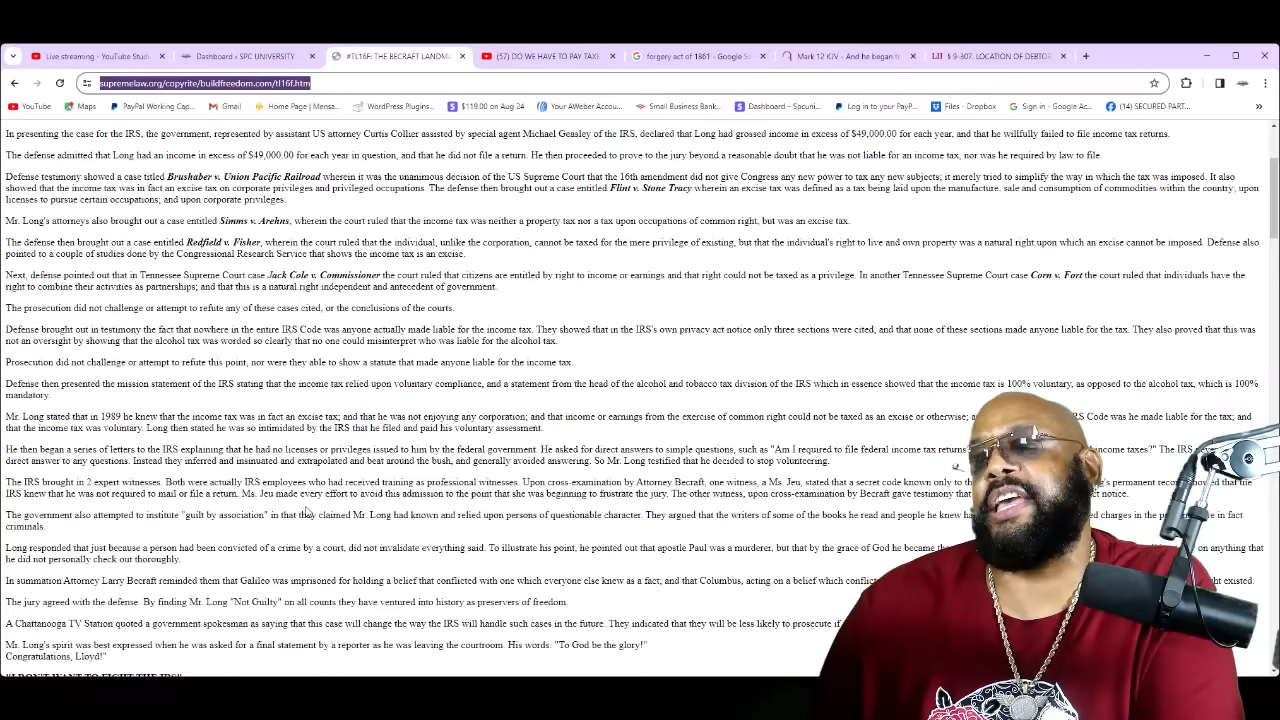 Live streaming - YouTube Studi
Dashboard ‹ SPC UNIVERSITY
#TL16F: THE BECRAFT LANDMA
(57) DO WE HAVE TO PAY TAXE
forgery act of 1861 - Google S
Mark 12 KJV - And he began to
§ 9-307. LOCATION OF DEBTOR
supremelaw.org/copyrite/buildfreedom.com/tl16f.htm
YouTube
Maps
PayPal Working Cap...
Gmail
Home Page | Mensa...
WordPress Plugins...
$119.00 on Aug 24
Your AWeber Accou...
Small Business Bank...
Dashboard – Spcuni...
Log in to your PayP...
Files - Dropbox
Sign in - Google Ac...
(14) SECURED PART...
In presenting the case for the IRS, the government, represented by assistant US attorney Curtis Collier assisted by special agent Michael Geasley of the IRS, declared that Long had grossed income in excess of $49,000.00 for each year, and that he willfully failed to file income tax returns.
The defense admitted that Long had an income in excess of $49,000.00 for each year in question, and that he did not file a return. He then proceeded to prove to the jury beyond a reasonable doubt that he was not liable for an income tax, nor was he required by law to file.
Defense testimony showed a case titled Brushaber v. Union Pacific Railroad wherein it was the unanimous decision of the US Supreme Court that the 16th amendment did not give Congress any new power to tax any new subjects; it merely tried to simplify the way in which the tax was imposed. It also
showed that the income tax was in fact an excise tax on corporate privileges and privileged occupations. The defense then brought out a case entitled Flint v. Stone Tracy wherein an excise tax was defined as a tax being laid upon the manufacture, sale and consumption of commodities within the country; upon
licenses to pursue certain occupations; and upon corporate privileges.
Mr. Long's attorneys also brought out a case entitled Simms v. Arehns, wherein the court ruled that the income tax was neither a property tax nor a tax upon occupations of common right, but was an excise tax.
The defense then brought out a case entitled Redfield v. Fisher, wherein the court ruled that the individual, unlike the corporation, cannot be taxed for the mere privilege of existing, but that the individual's right to live and own property was a natural right upon which an excise cannot be imposed. Defense also
pointed to a couple of studies done by the Congressional Research Service that shows the income tax is an excise.
Next, defense pointed out that in Tennessee Supreme Court case Jack Cole v. Commissioner the court ruled that citizens are entitled by right to income or earnings and that right could not be taxed as a privilege. In another Tennessee Supreme Court case Corn v. Fort the court ruled that individuals have the
right to combine their activities as partnerships; and that this is a natural right independent and antecedent of government.
The prosecution did not challenge or attempt to refute any of these cases cited, or the conclusions of the courts.
Defense brought out in testimony the fact that nowhere in the entire IRS Code was anyone actually made liable for the income tax. They showed that in the IRS's own privacy act notice only three sections were cited, and that none of these sections made anyone liable for the tax. They also proved that this was
not an oversight by showing that the alcohol tax was worded so clearly that no one could misinterpret who was liable for the alcohol tax.
Prosecution did not challenge or attempt to refute this point, nor were they able to show a statute that made anyone liable for the income tax.
Defense then presented the mission statement of the IRS stating that the income tax relied upon voluntary compliance, and a statement from the head of the alcohol and tobacco tax division of the IRS which in essence showed that the income tax is 100% voluntary, as opposed to the alcohol tax, which is 100%
mandatory.
Mr. Long stated that in 1989 he knew that the income tax was in fact an excise tax; and that he was not enjoying any corporation; and that income or earnings from the exercise of common right could not be taxed as an excise or otherwise; RS Code was he made liable for the tax; and
that the income tax was voluntary. Long then stated he was so intimidated by the IRS that he filed and paid his voluntary assessment.
He then began a series of letters to the IRS explaining that he had no licenses or privileges issued to him by the federal government. He asked for direct answers to simple questions, such as "Am I required to file federal income tax returns income taxes?" The IRS
direct answer to any questions. Instead they inferred and insinuated and extrapolated and beat around the bush, and generally avoided answering. So Mr. Long testified that he decided to stop volunteering.
The IRS brought in 2 expert witnesses. Both were actually IRS employees who had received training as professional witnesses. Upon cross-examination by Attorney Becraft, one witness, a Ms. Jeu, stated that a secret code known only to the permanent record the
IRS knew that he was not required to mail or file a return. Ms. Jeu made every effort to avoid this admission to the point that she was beginning to frustrate the jury. The other witness, upon cross-examination by Becraft gave testimony that notice.
The government also attempted to institute "guilt by association" in that they claimed Mr. Long had known and relied upon persons of questionable character. They argued that the writers of some of the books he read and people he knew charges in the in fact
criminals.
Long responded that just because a person had been convicted of a crime by a court, did not invalidate everything said. To illustrate his point, he pointed out that apostle Paul was a murderer, but that by the grace of God he became on anything that
he did not personally check out thoroughly.
In summation Attorney Larry Becraft reminded them that Galileo was imprisoned for holding a belief that conflicted with one which everyone else knew as a fact; and that Columbus, acting on a belief which existed.
The jury agreed with the defense. By finding Mr. Long "Not Guilty" on all counts they have ventured into history as preservers of freedom.
A Chattanooga TV Station quoted a government spokesman as saying that this case will change the way the IRS will handle such cases in the future. They indicated that they will be less likely to prosecute
Mr. Long's spirit was best expressed when he was asked for a final statement by a reporter as he was leaving the courtroom. His words: "To God be the glory!"
Congratulations, Lloyd!"
"I DON'T WANT TO FIGHT THE IRS"